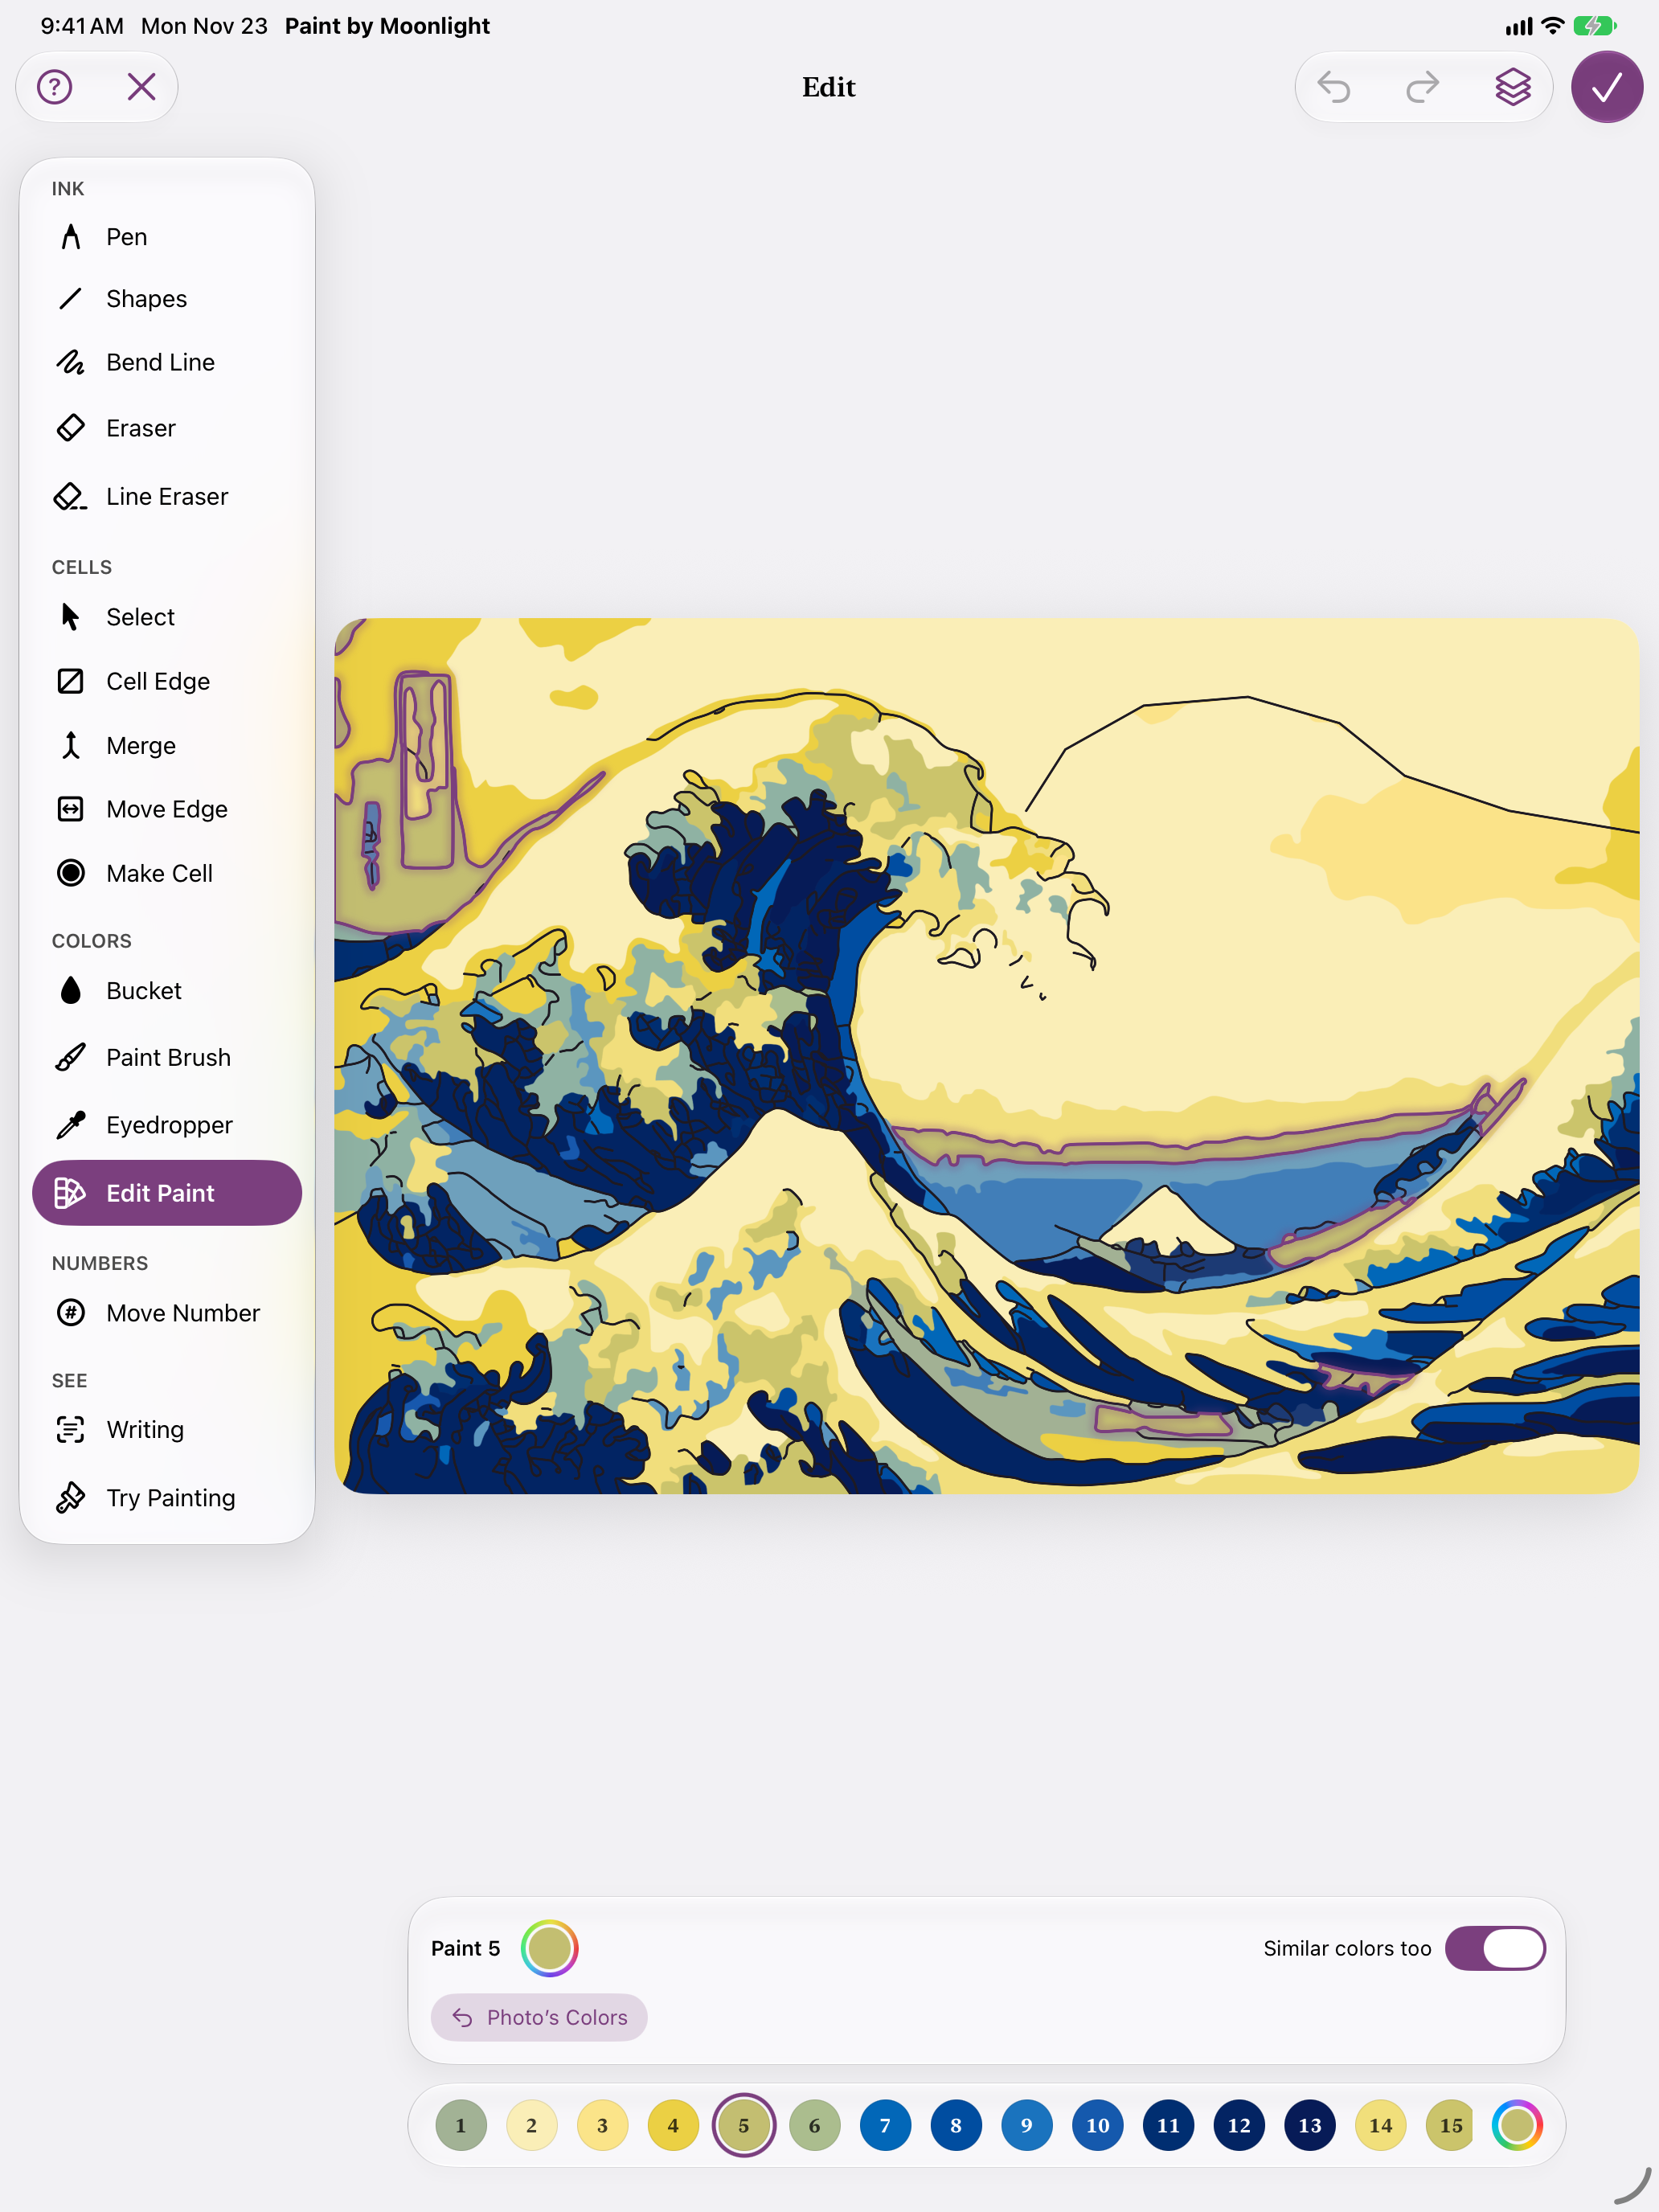 9:41 AM Mon Nov 23 Paint by Moonlight
Edit
INK
Pen
Shapes
Bend Line
Eraser
Line Eraser
CELLS
Select
Cell Edge
Merge
Move Edge
Make Cell
COLORS
Bucket
Paint Brush
Eyedropper
Edit Paint
NUMBERS
# Move Number
SEE
Writing
Try Painting
Paint 5
Similar colors too
Photo’s Colors
1 2 3 4 5 6 7 8 9 10 11 12 13 14 15